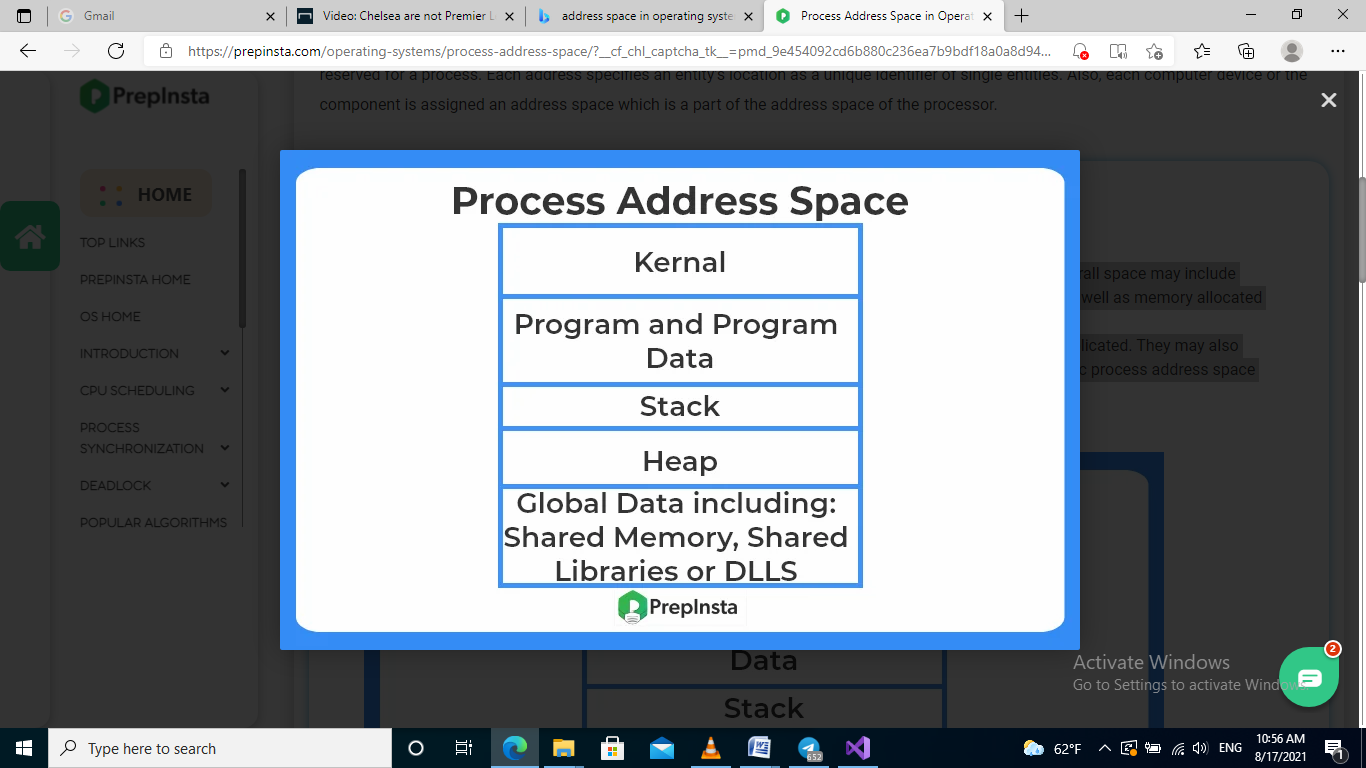 Gmail
Video: Chelsea are not Premier L
address space in operating syste
Process Address Space in Operat
https://prepinsta.com/operating-systems/process-address-space/?__cf_chl_captcha_tk__=pmd_9e454092cd6b880c236ea7b9bdf18a0a8d94...
reserved for a process. Each address specifies an entity's location as a unique identifier of single entities. Also, each computer device or the
component is assigned an address space which is a part of the address space of the processor.
PrepInsta
HOME
TOP LINKS
PREPINSTA HOME
OS HOME
INTRODUCTION
CPU SCHEDULING
PROCESS
SYNCHRONIZATION
DEADLOCK
POPULAR ALGORITHMS
Process Address Space
Kernal
Program and Program
Data
Stack
Heap
Global Data including:
Shared Memory, Shared
Libraries or DLLS
PrepInsta
space may include
well as memory allocated
They may also
process address space
Data
Stack
Activate Windows
Go to Settings to activate Windows.
2
Type here to search
W
652
62°F
ENG
10:56 AM
8/17/2021
1